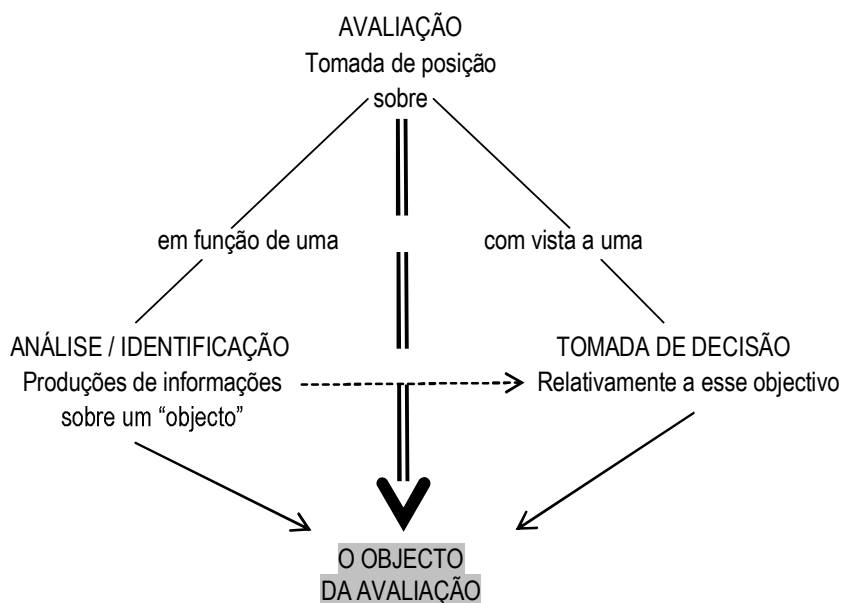 AVALIAÇÃO
Tomada de posição
sobre
em função de uma
com vista a uma
ANÁLISE / IDENTIFICAÇÃO
Produções de informações
sobre um “objecto”
TOMADA DE DECISÃO
Relativamente a esse objectivo
O OBJECTO
DA AVALIAÇÃO